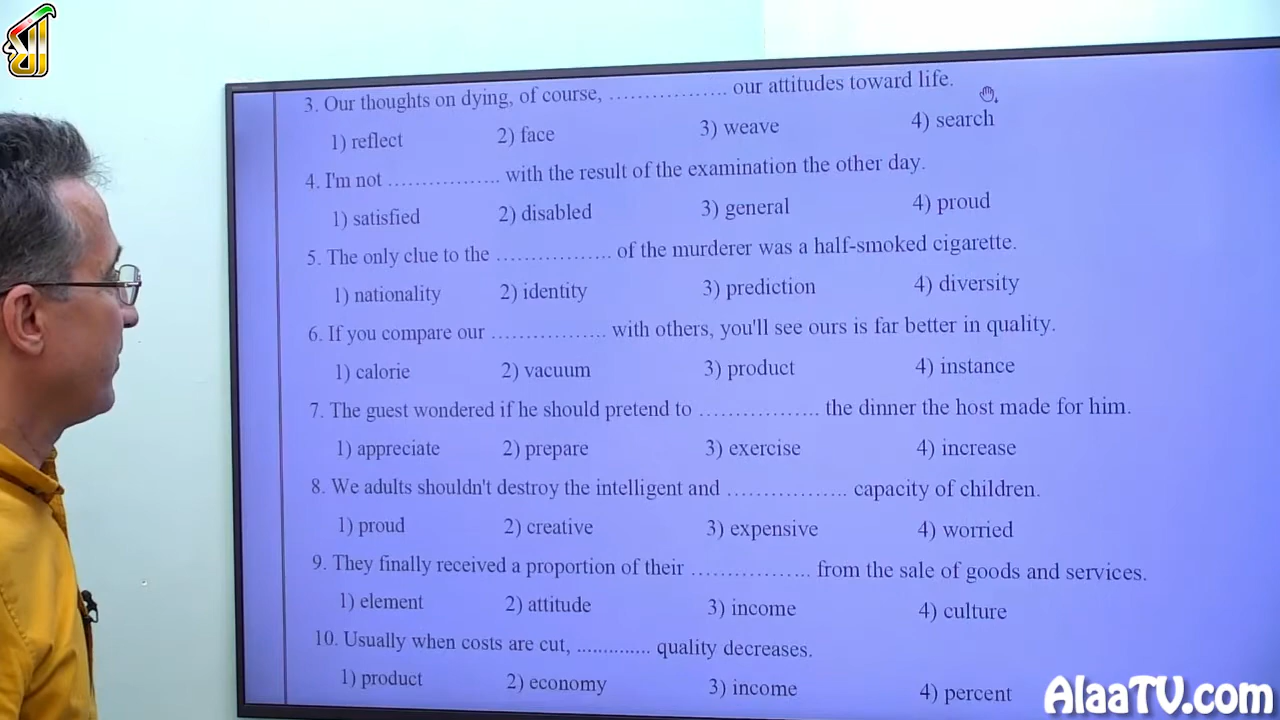 3. Our thoughts on dying, of course, .................. our attitudes toward life.
1) reflect 2) face 3) weave 4) search
4. I'm not ................. with the result of the examination the other day.
1) satisfied 2) disabled 3) general 4) proud
5. The only clue to the ................. of the murderer was a half-smoked cigarette.
1) nationality 2) identity 3) prediction 4) diversity
6. If you compare our ................. with others, you'll see ours is far better in quality.
1) calorie 2) vacuum 3) product 4) instance
7. The guest wondered if he should pretend to .................. the dinner the host made for him.
1) appreciate 2) prepare 3) exercise 4) increase
8. We adults shouldn't destroy the intelligent and .................. capacity of children.
1) proud 2) creative 3) expensive 4) worried
9. They finally received a proportion of their .................. from the sale of goods and services.
1) element 2) attitude 3) income 4) culture
10. Usually when costs are cut, .............. quality decreases.
1) product 2) economy 3) income 4) percent
AlaaTV.com